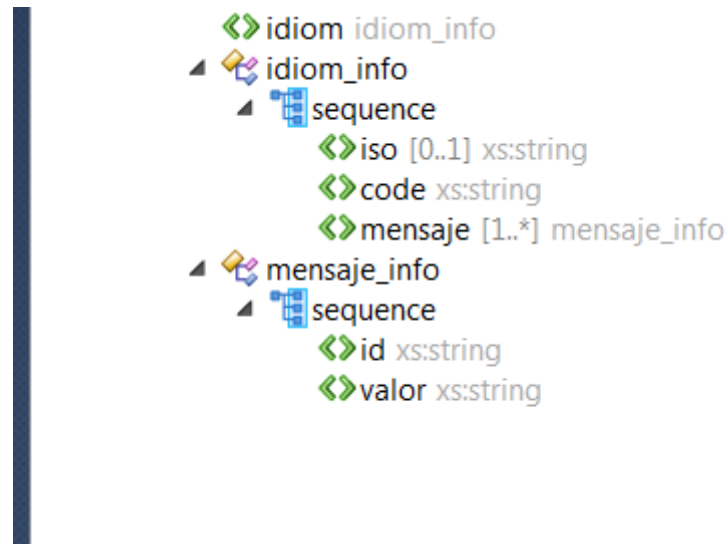 idiom idiom_info
idiom_info
sequence
iso [0..1] xs:string
code xs:string
mensaje [1..*] mensaje_info
mensaje_info
sequence
id xs:string
valor xs:string